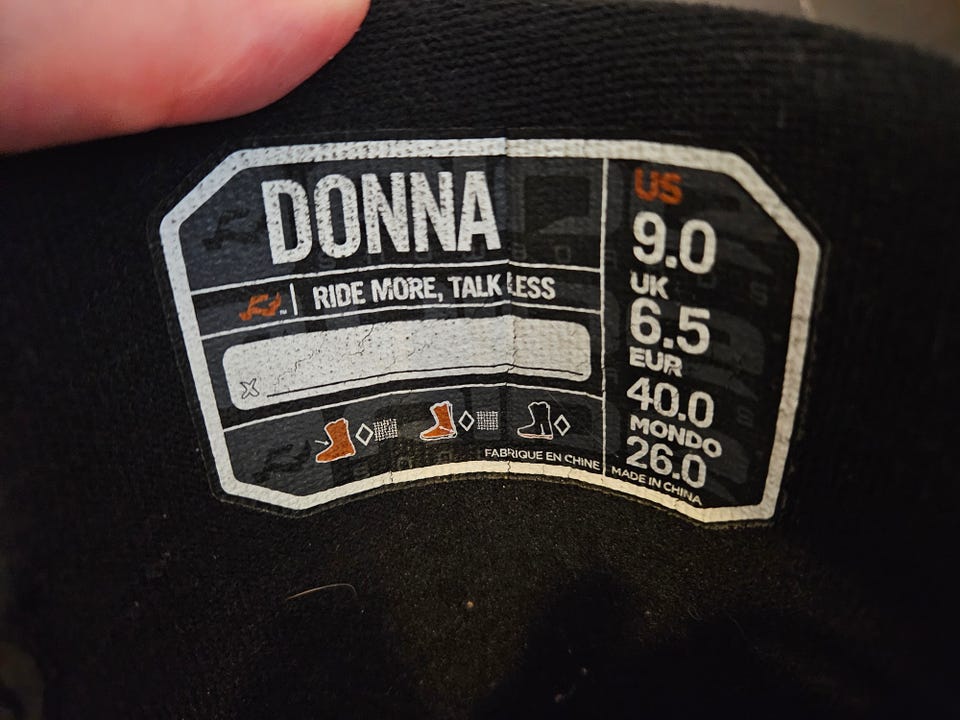 DONNA
™ | RIDE MORE, TALK LESS
X
FABRIQUE EN CHINE
US
9.0
UK
6.5
EUR
40.0
MONDO
26.0
MADE IN CHINA